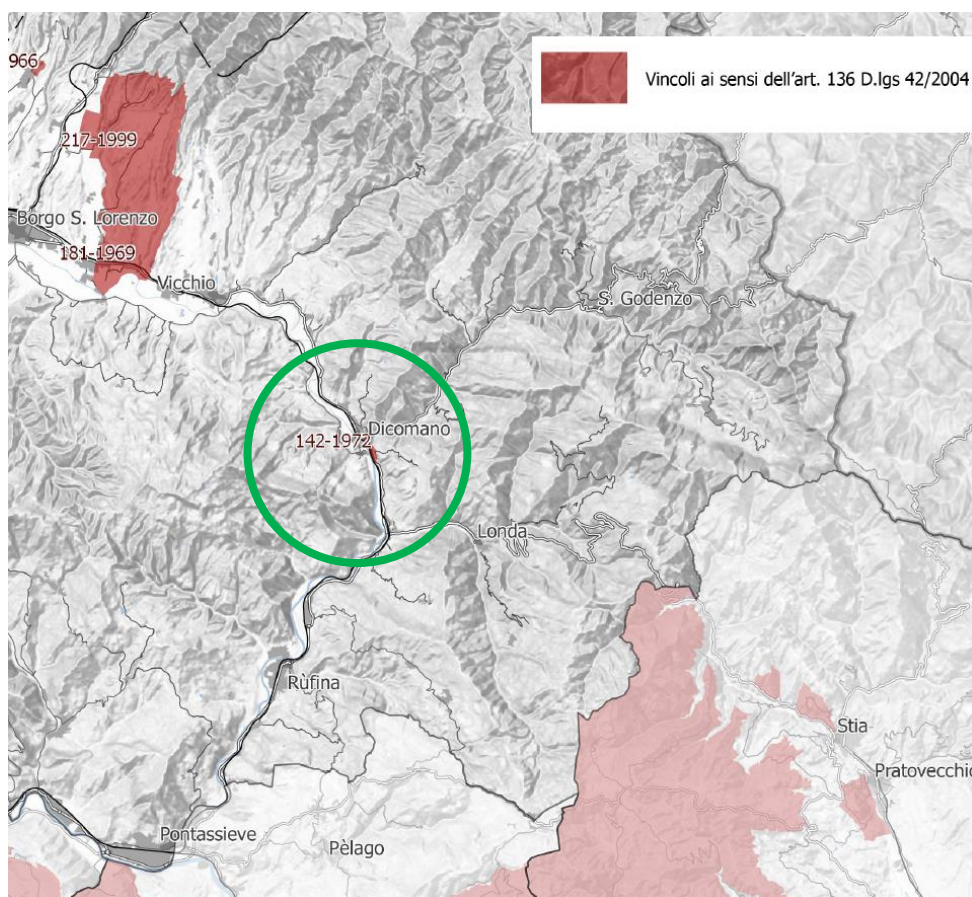 966
Vincoli ai sensi dell'art. 136 D.lgs 42/2004
217-1999
Borgo S. Lorenzo
181-1969
Vicchio
S. Godenzo
Dicomano
142-1972
Londa
Rùfina
Stia
Pratovecchio
Pontassieve
Pèlago